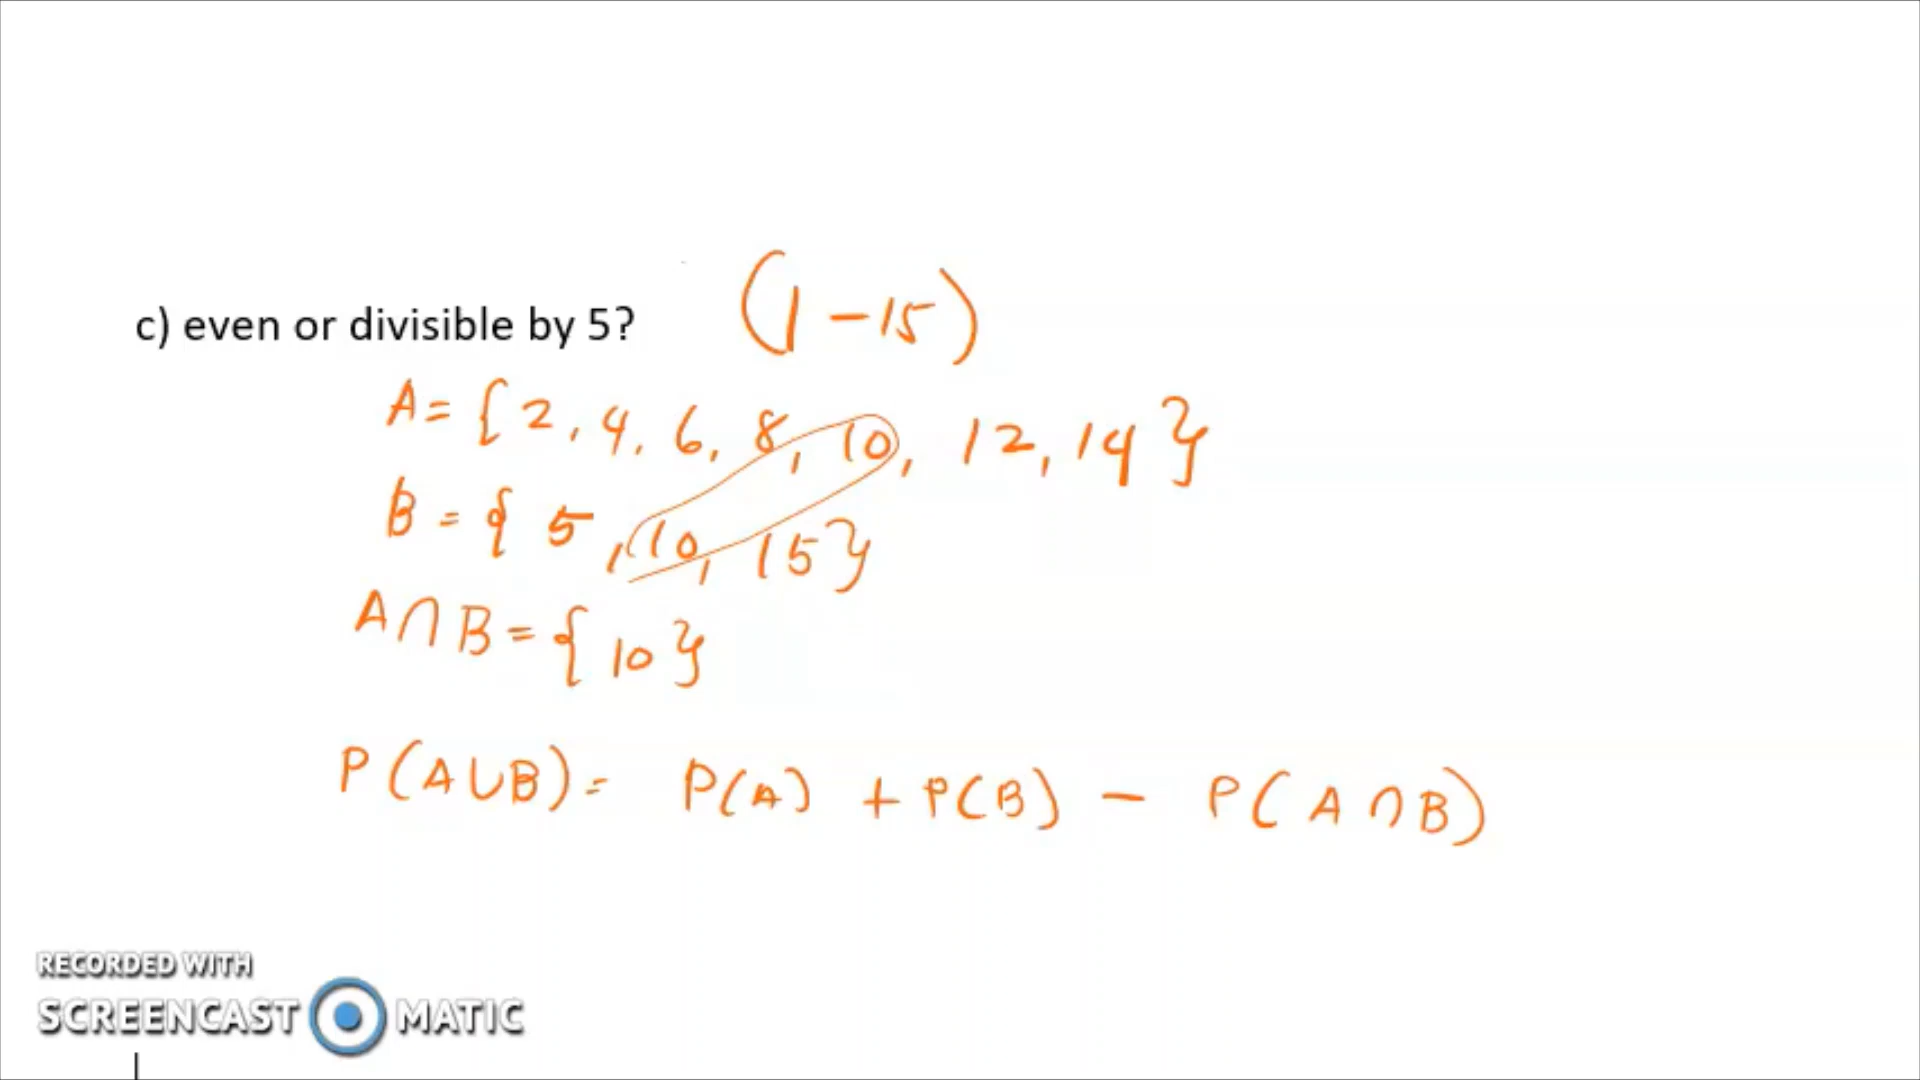 c) even or divisible by 5? (1-15)
A = {2, 4, 6, 8, 10, 12, 14}
B = { 5, 10, 15}
A∩B = {10}
P(A∪B) = P(A) + P(B) - P(A∩B)
RECORDED WITH
SCREENCAST MATIC